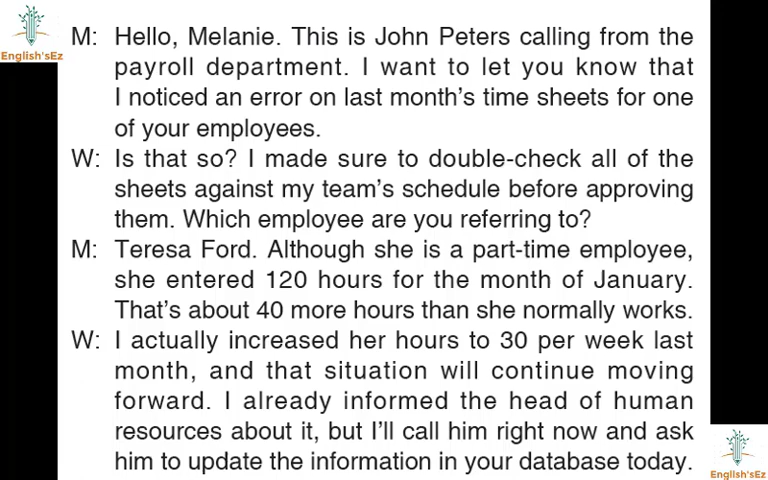 English'sEz
M: Hello, Melanie. This is John Peters calling from the
payroll department. I want to let you know that
I noticed an error on last month's time sheets for one
of your employees.
W: Is that so? I made sure to double-check all of the
sheets against my team's schedule before approving
them. Which employee are you referring to?
M: Teresa Ford. Although she is a part-time employee,
she entered 120 hours for the month of January.
That's about 40 more hours than she normally works.
W: I actually increased her hours to 30 per week last
month, and that situation will continue moving
forward. I already informed the head of human
resources about it, but I'll call him right now and ask
him to update the information in your database today.
English'sEz